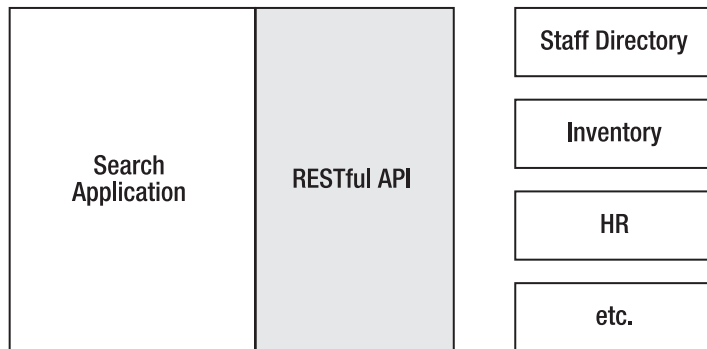 Search
Application
RESTful API
Staff Directory
Inventory
HR
etc.